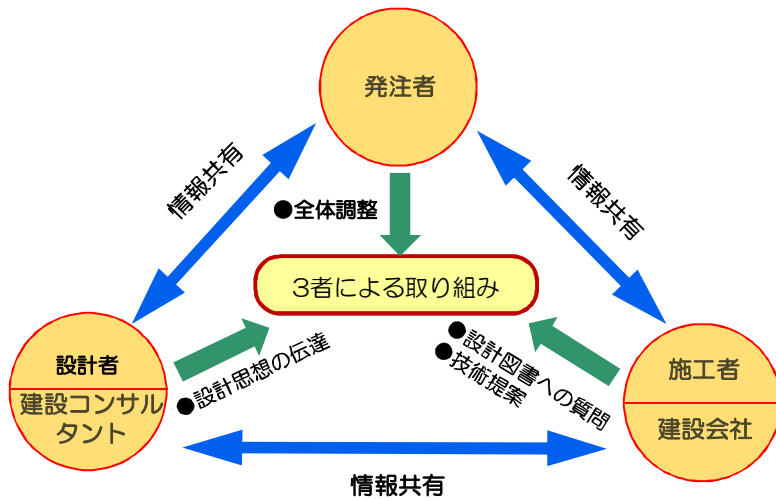 発注者
情報共有
情報共有
●全体調整
3者による取り組み
設計者
建設コンサル
タント
●設計思想の伝達
●設計図書への質問
●技術提案
施工者
建設会社
情報共有